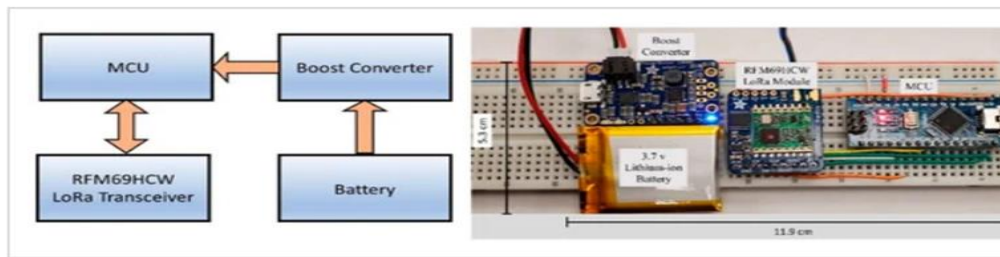 MCU
Boost Converter
RFM69HCW
LoRa Transceiver
Battery
Boost
Converter
RFM69HCW
LoRa Module
MCU
3.7 v
Lithium-ion
Battery
5.3 cm
11.9 cm